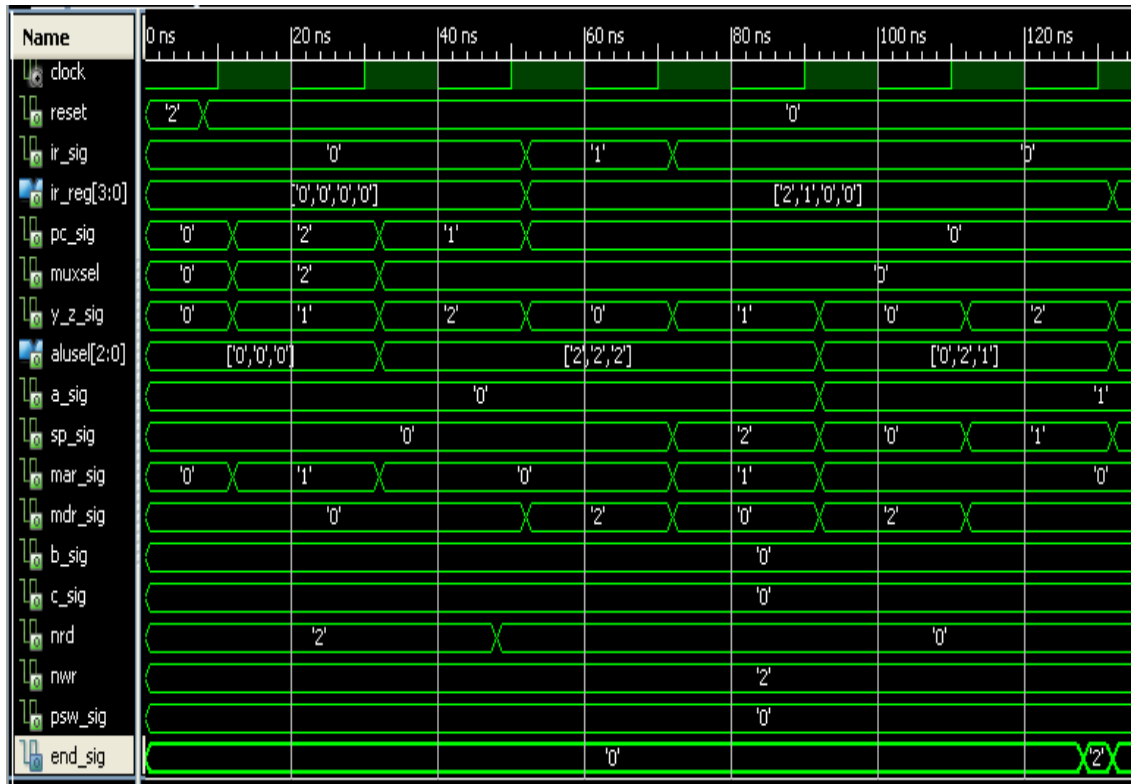 Name 0 ns 20 ns 40 ns 60 ns 80 ns 100 ns 120 ns
clock
reset '2' '0'
ir_sig '0' '1' '0'
ir_reg[3:0] ['0','0','0','0'] ['2','1','0','0']
pc_sig '0' '2' '1' '0'
muxsel '0' '2' '0'
y_z_sig '0' '1' '2' '0' '1' '0' '2'
alusel[2:0] ['0','0','0'] ['2','2','2'] ['0','2','1']
a_sig '0' '1'
sp_sig '0' '2' '0' '1'
mar_sig '0' '1' '0' '1' '0'
mdr_sig '0' '2' '0' '2'
b_sig '0'
c_sig '0'
nrd '2' '0'
nwr '2'
psw_sig '0'
end_sig '0' '2'